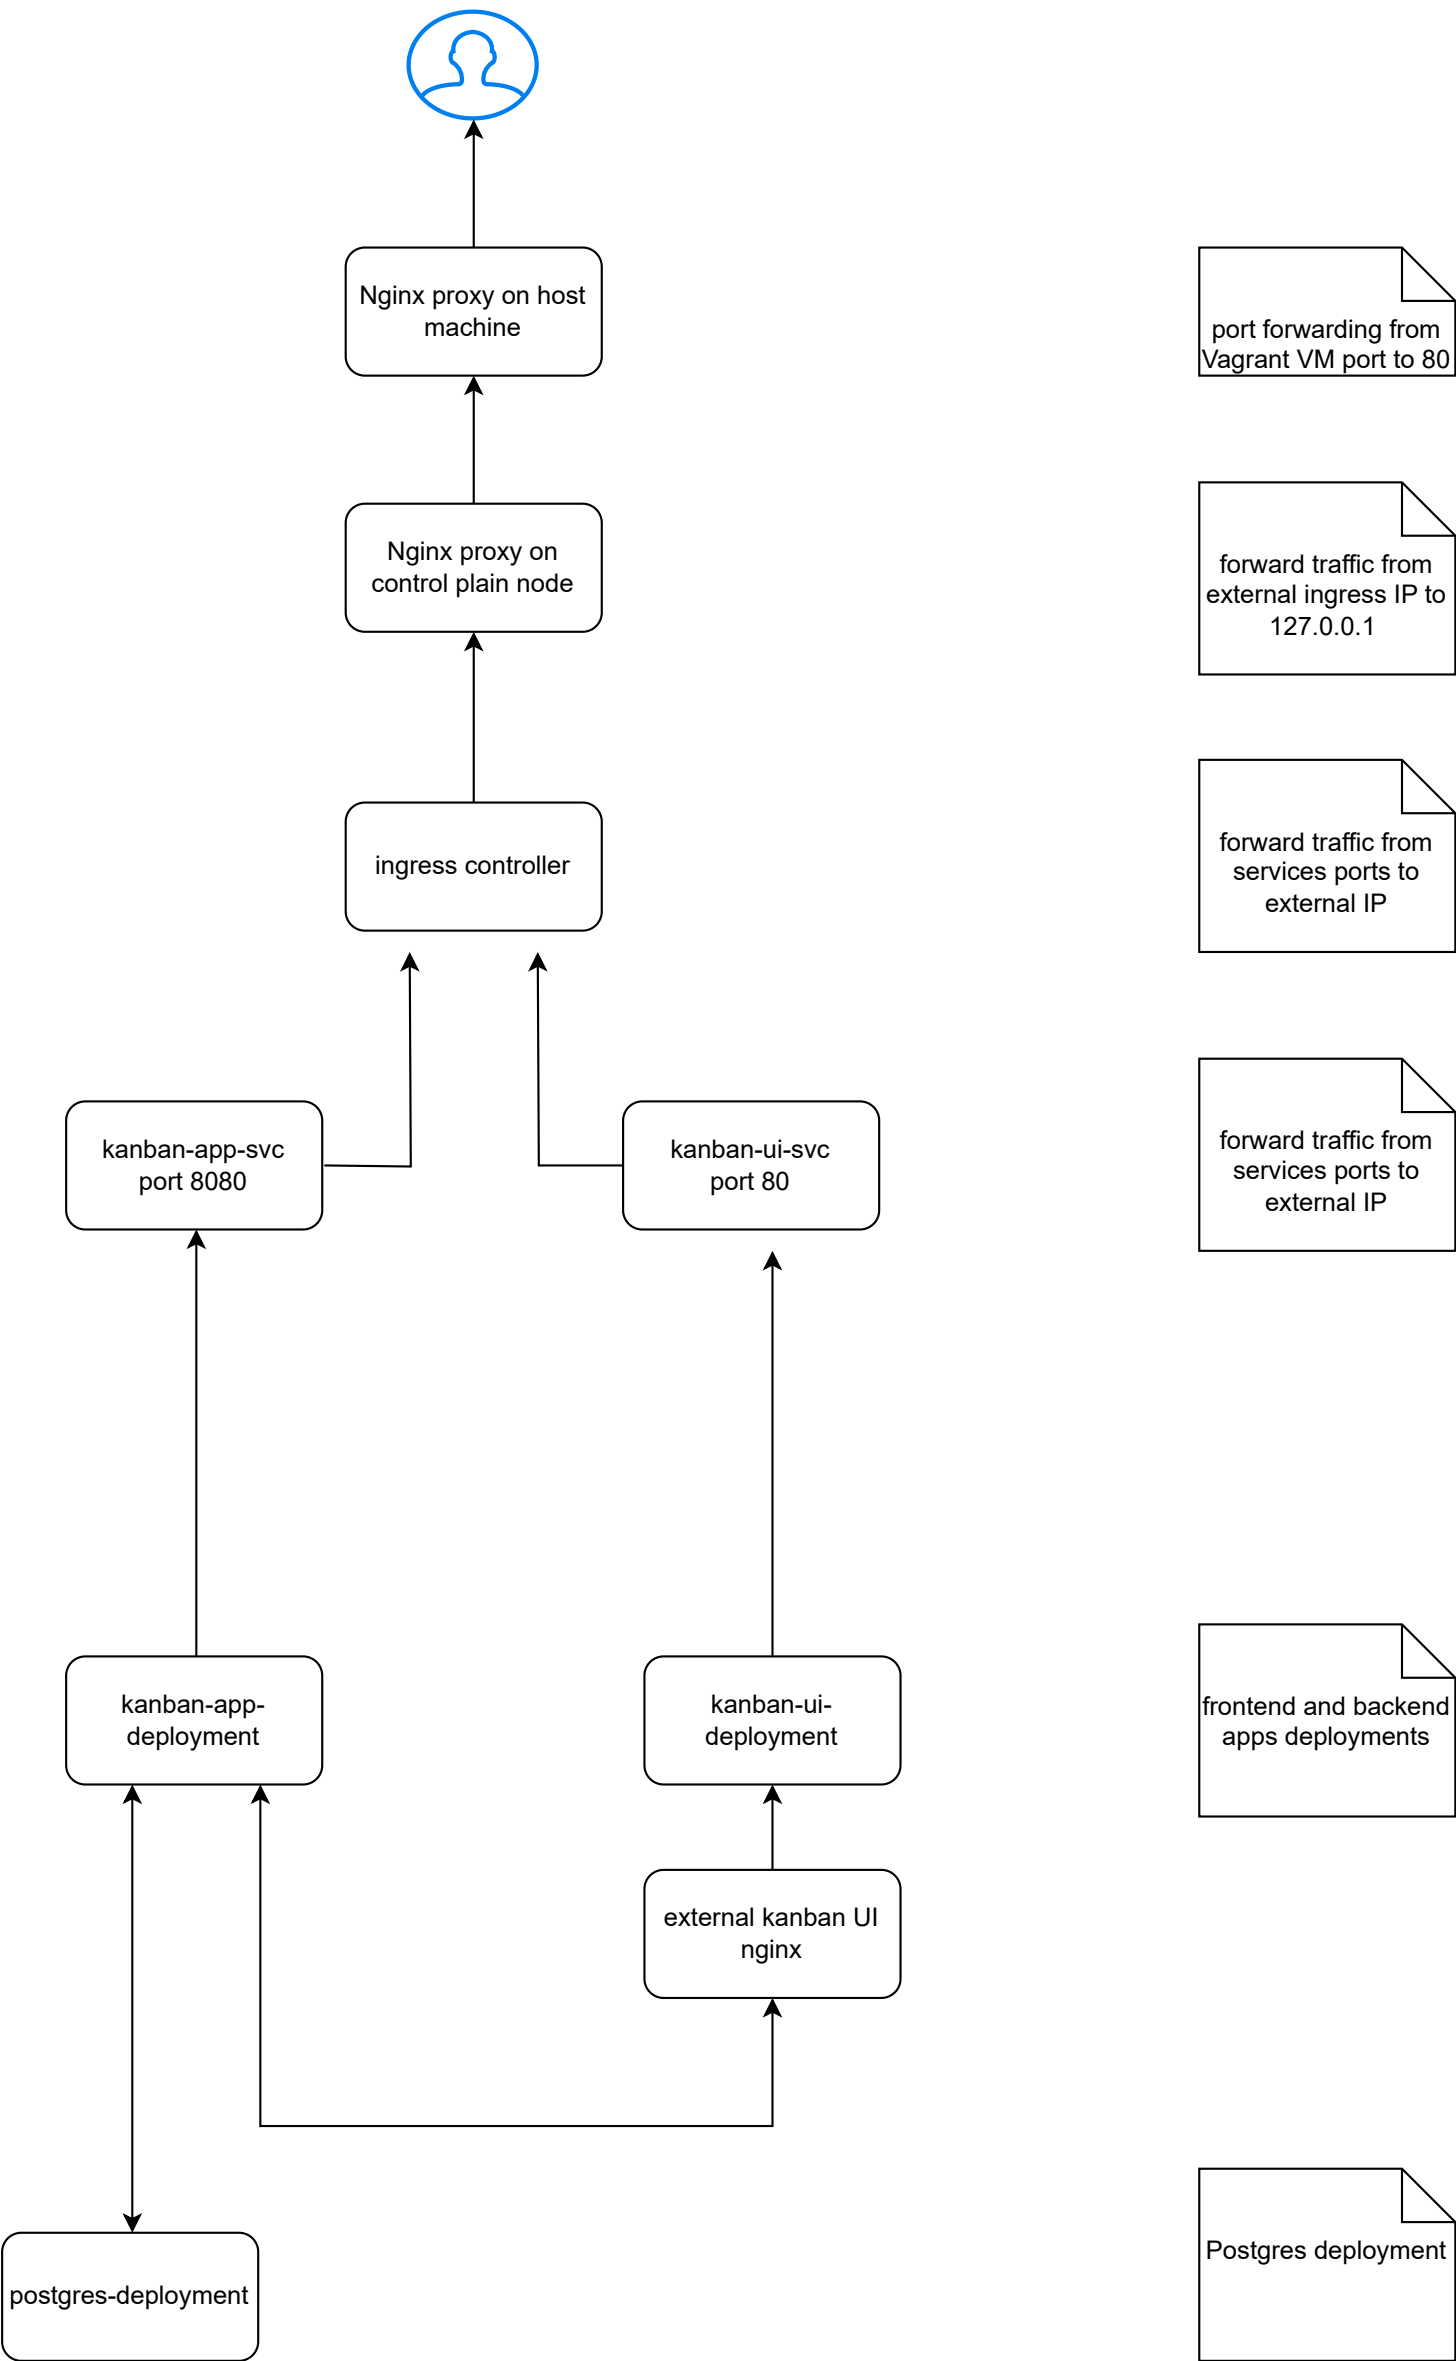 Nginx proxy on host
machine
port forwarding from
Vagrant VM port to 80
Nginx proxy on
control plain node
forward traffic from
external ingress IP to
127.0.0.1
ingress controller
forward traffic from
services ports to
external IP
kanban-app-svc
port 8080
kanban-ui-svc
port 80
forward traffic from
services ports to
external IP
kanban-app-
deployment
kanban-ui-
deployment
frontend and backend
apps deployments
external kanban UI
nginx
postgres-deployment
Postgres deployment